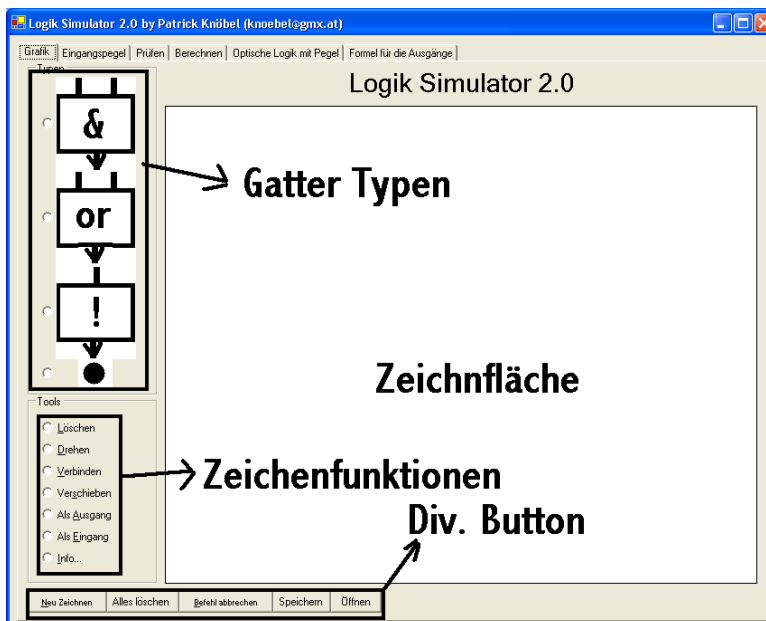 Logik Simulator 2.0 by Patrick Knöbel (knoebel@gmx.at)
Grafik Eingangspegel Prüfen Berechnen Optische Logik mit Pegel Formel für die Ausgänge
Typen
Logik Simulator 2.0
&
or
!
Gatter Typen
Zeichnfläche
Tools
Löschen
Drehen
Verbinden
Verschieben
Als Ausgang
Als Eingang
Info...
Zeichenfunktionen
Div. Button
Neu Zeichnen Alles löschen Befehl abbrechen Speichern Öffnen